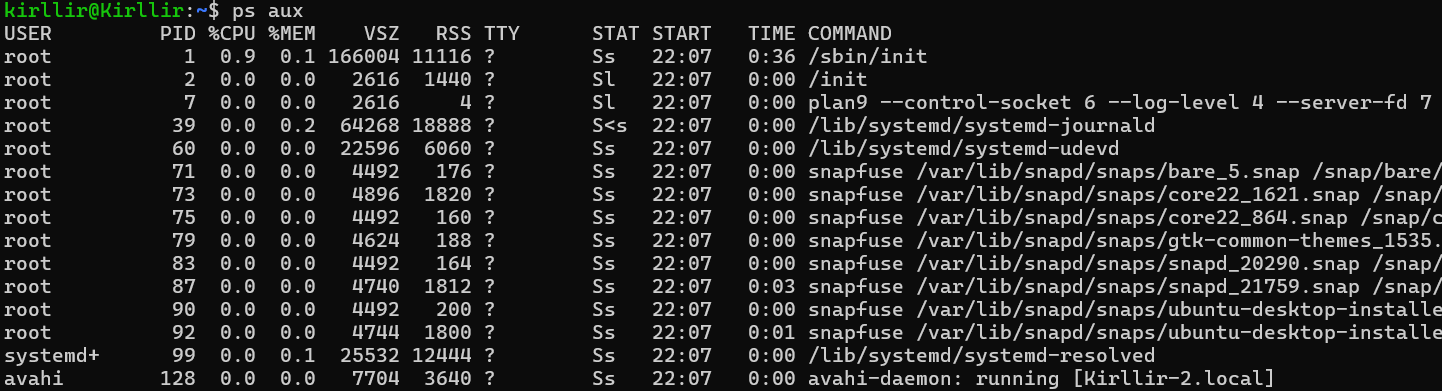 kirllir@Kirllir:~$ ps aux
USER         PID %CPU %MEM    VSZ   RSS TTY      STAT START   TIME COMMAND
root           1  0.9  0.1 166004 11116 ?        Ss   22:07   0:36 /sbin/init
root           2  0.0  0.0   2616  1440 ?        Sl   22:07   0:00 /init
root           7  0.0  0.0   2616     4 ?        Sl   22:07   0:00 plan9 --control-socket 6 --log-level 4 --server-fd 7
root          39  0.0  0.2  64268 18888 ?        S<s  22:07   0:00 /lib/systemd/systemd-journald
root          60  0.0  0.0  22596  6060 ?        Ss   22:07   0:00 /lib/systemd/systemd-udevd
root          71  0.0  0.0   4492   176 ?        Ss   22:07   0:00 snapfuse /var/lib/snapd/snaps/bare_5.snap /snap/bare/
root          73  0.0  0.0   4896  1820 ?        Ss   22:07   0:00 snapfuse /var/lib/snapd/snaps/core22_1621.snap /snap/
root          75  0.0  0.0   4492   160 ?        Ss   22:07   0:00 snapfuse /var/lib/snapd/snaps/core22_864.snap /snap/c
root          79  0.0  0.0   4624   188 ?        Ss   22:07   0:00 snapfuse /var/lib/snapd/snaps/gtk-common-themes_1535.
root          83  0.0  0.0   4492   164 ?        Ss   22:07   0:00 snapfuse /var/lib/snapd/snaps/snapd_20290.snap /snap/
root          87  0.0  0.0   4740  1812 ?        Ss   22:07   0:03 snapfuse /var/lib/snapd/snaps/snapd_21759.snap /snap/
root          90  0.0  0.0   4492   200 ?        Ss   22:07   0:00 snapfuse /var/lib/snapd/snaps/ubuntu-desktop-installe
root          92  0.0  0.0   4744  1800 ?        Ss   22:07   0:01 snapfuse /var/lib/snapd/snaps/ubuntu-desktop-installe
systemd+      99  0.0  0.1  25532 12444 ?        Ss   22:07   0:00 /lib/systemd/systemd-resolved
avahi        128  0.0  0.0   7704  3640 ?        Ss   22:07   0:00 avahi-daemon: running [Kirllir-2.local]